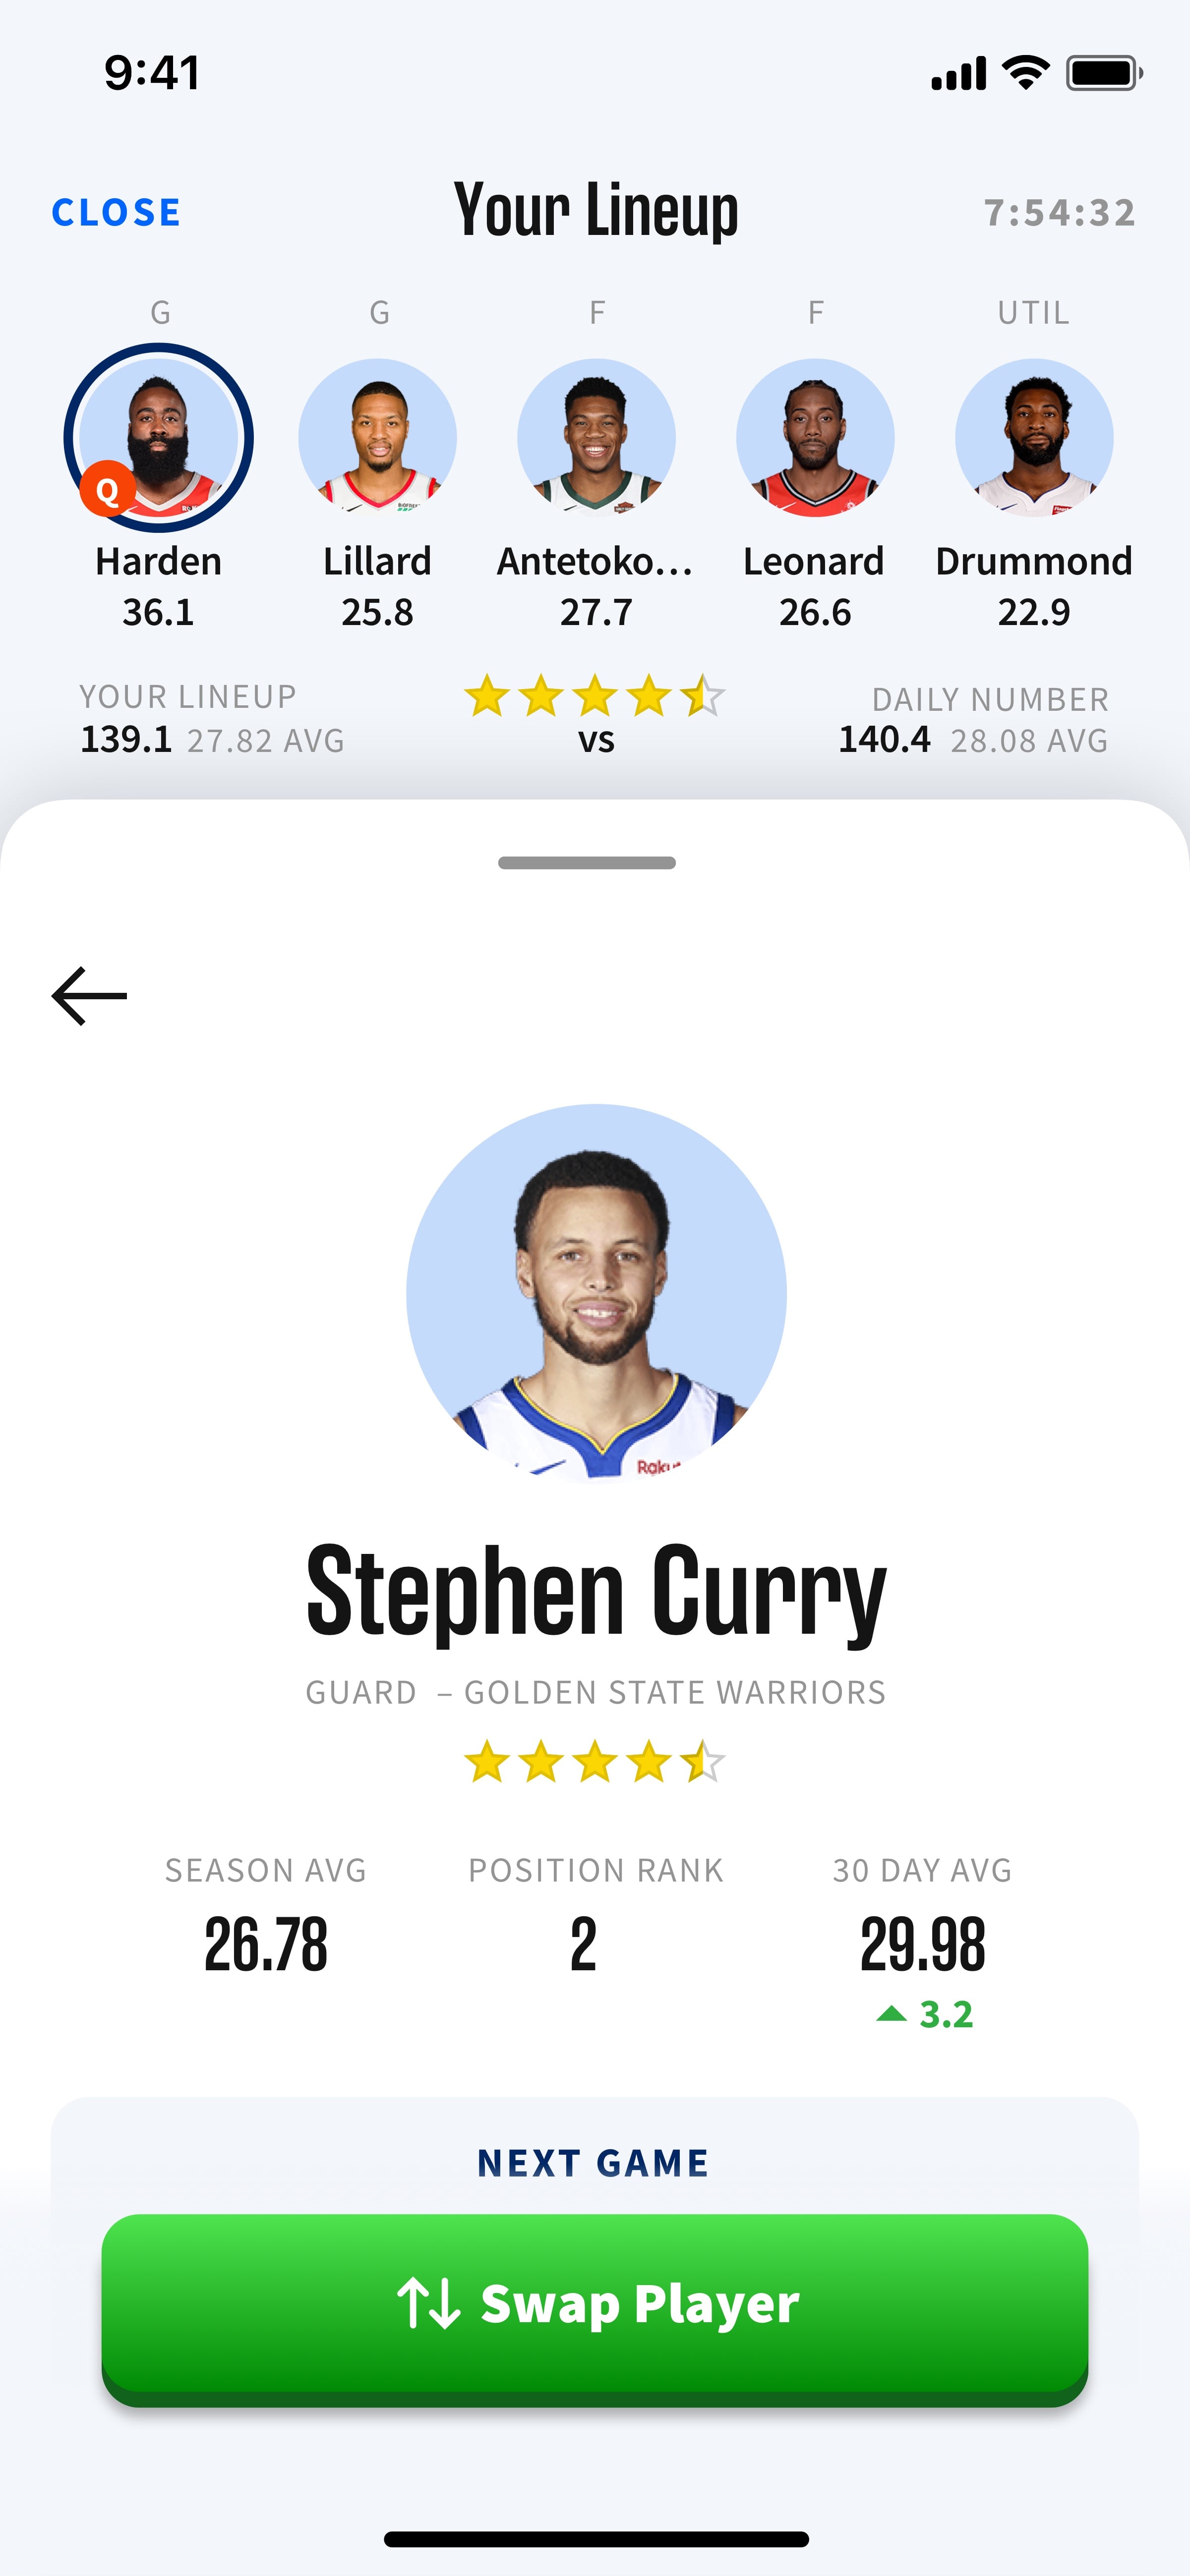 9:41
CLOSE Your Lineup 7:54:32
G G F F UTIL
Q
Harden Lillard Antetoko... Leonard Drummond
36.1 25.8 27.7 26.6 22.9
YOUR LINEUP DAILY NUMBER
139.1 27.82 AVG VS 140.4 28.08 AVG
Stephen Curry
GUARD – GOLDEN STATE WARRIORS
SEASON AVG POSITION RANK 30 DAY AVG
26.78 2 29.98
3.2
NEXT GAME
Swap Player